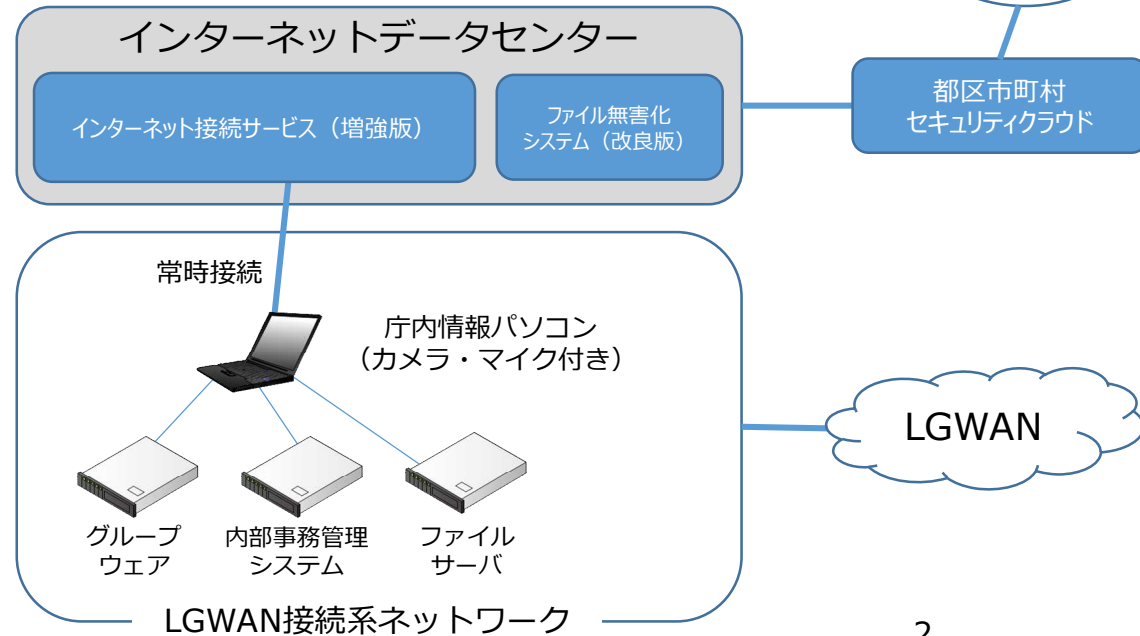 インターネットデータセンター
インターネット接続サービス（増強版）
ファイル無害化
システム（改良版）
都区市町村
セキュリティクラウド
常時接続
庁内情報パソコン
（カメラ・マイク付き）
LGWAN
グループ
ウェア
内部事務管理
システム
ファイル
サーバ
LGWAN接続系ネットワーク
2